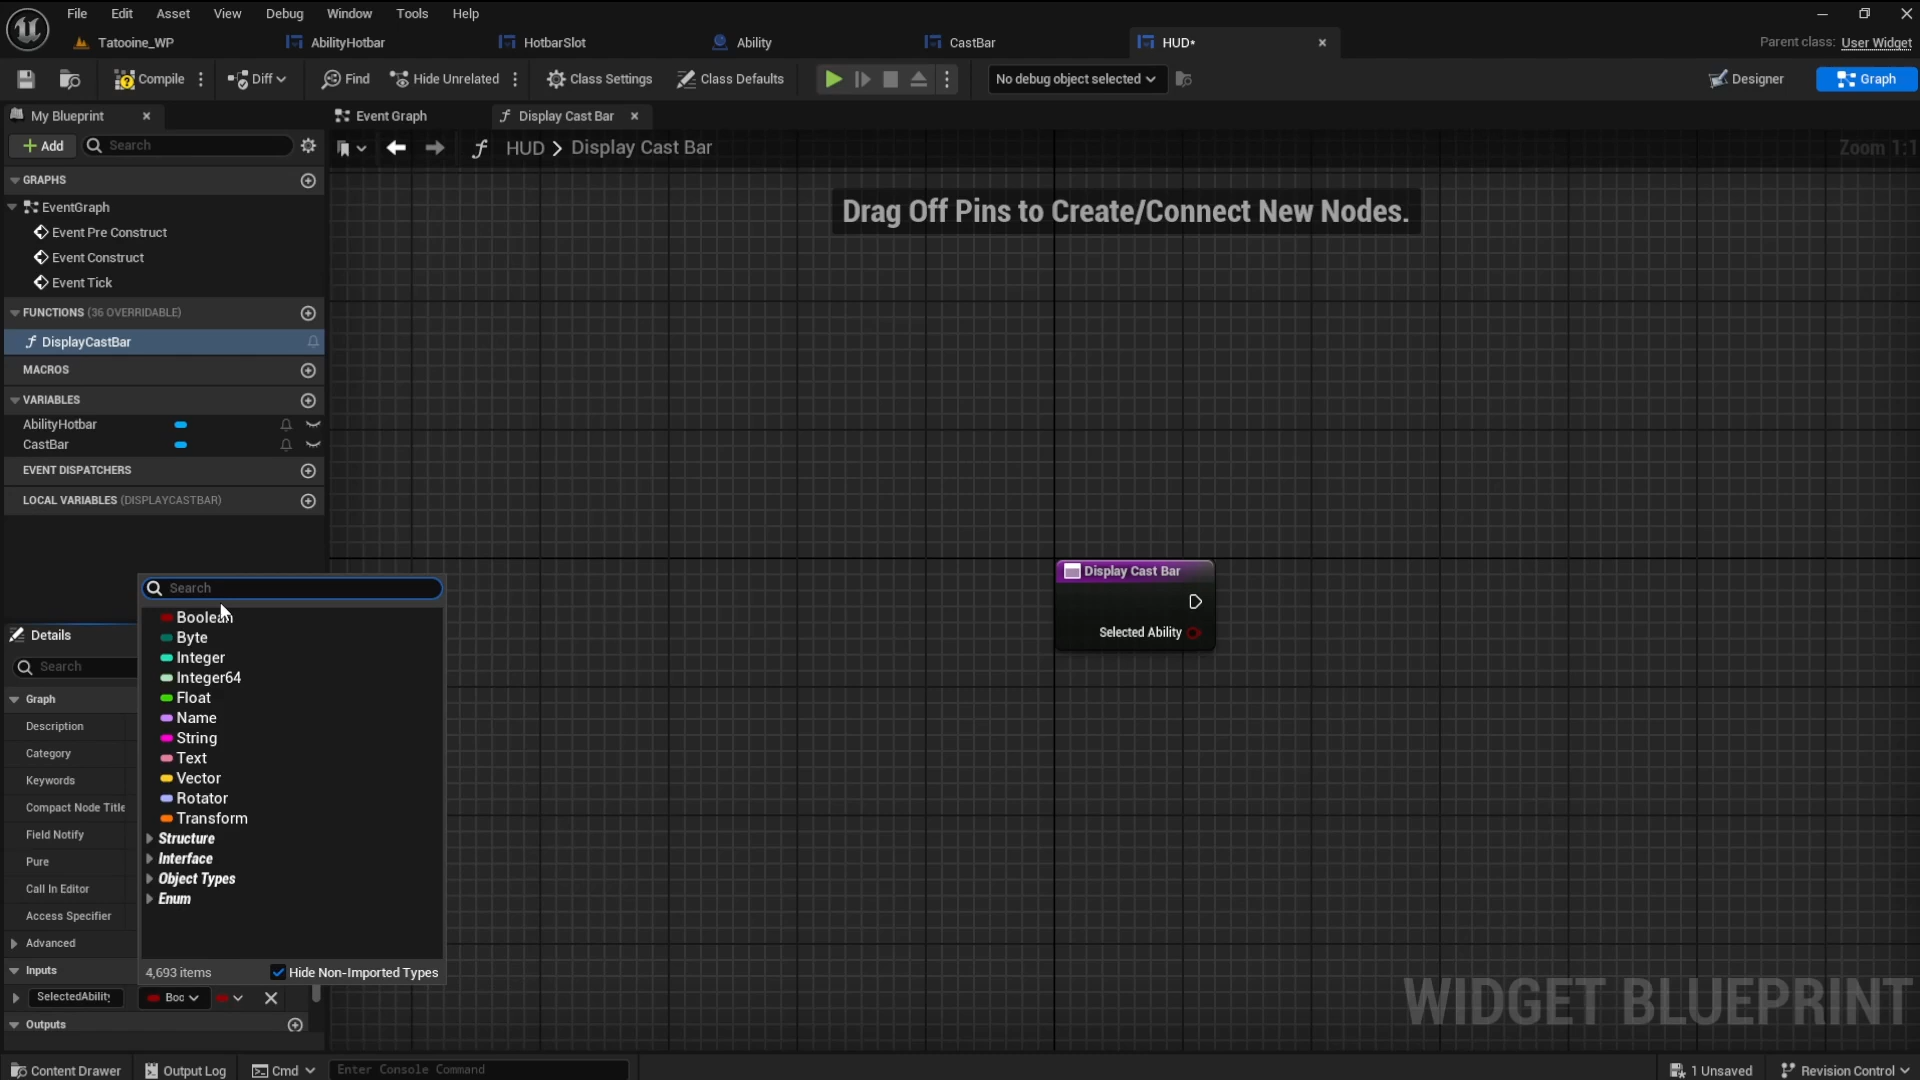 File Edit Asset View Debug Window Tools Help
Tatooine_WP AbilityHotbar HotbarSlot Ability CastBar HUD* Parent class: User Widget
Compile Diff Find Hide Unrelated Class Settings Class Defaults No debug object selected Designer Graph
My Blueprint Event Graph Display Cast Bar
Add Search HUD > Display Cast Bar Zoom 1:1
GRAPHS
EventGraph
Event Pre Construct
Event Construct
Event Tick
FUNCTIONS (36 OVERRIDABLE)
DisplayCastBar
MACROS
VARIABLES
AbilityHotbar
CastBar
EVENT DISPATCHERS
LOCAL VARIABLES (DISPLAYCASTBAR)
Drag Off Pins to Create/Connect New Nodes.
Display Cast Bar
Selected Ability
Search
Boolean
Byte
Integer
Integer64
Float
Name
String
Text
Vector
Rotator
Transform
Structure
Interface
Object Types
Enum
4,693 items Hide Non-Imported Types
Details
Search
Graph
Description
Category
Keywords
Compact Node Title
Field Notify
Pure
Call In Editor
Access Specifier
Advanced
Inputs
SelectedAbility Boo
Outputs
WIDGET BLUEPRINT
Content Drawer Output Log Cmd Enter Console Command 1 Unsaved Revision Control